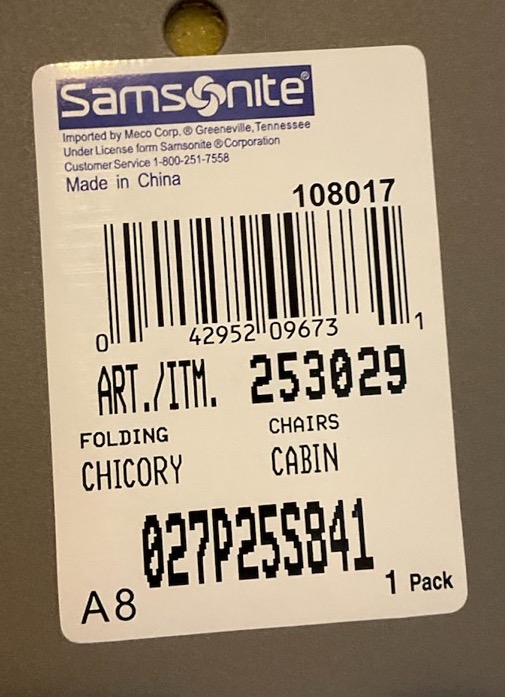 Samsonite®
Imported by Meco Corp. ® Greeneville, Tennessee
Under License form Samsonite ® Corporation
Customer Service 1-800-251-7558
Made in China
108017
0 42952 09673 1
ART./ITM. 253029
FOLDING CHAIRS
CHICORY CABIN
027P25S841
A8 1 Pack